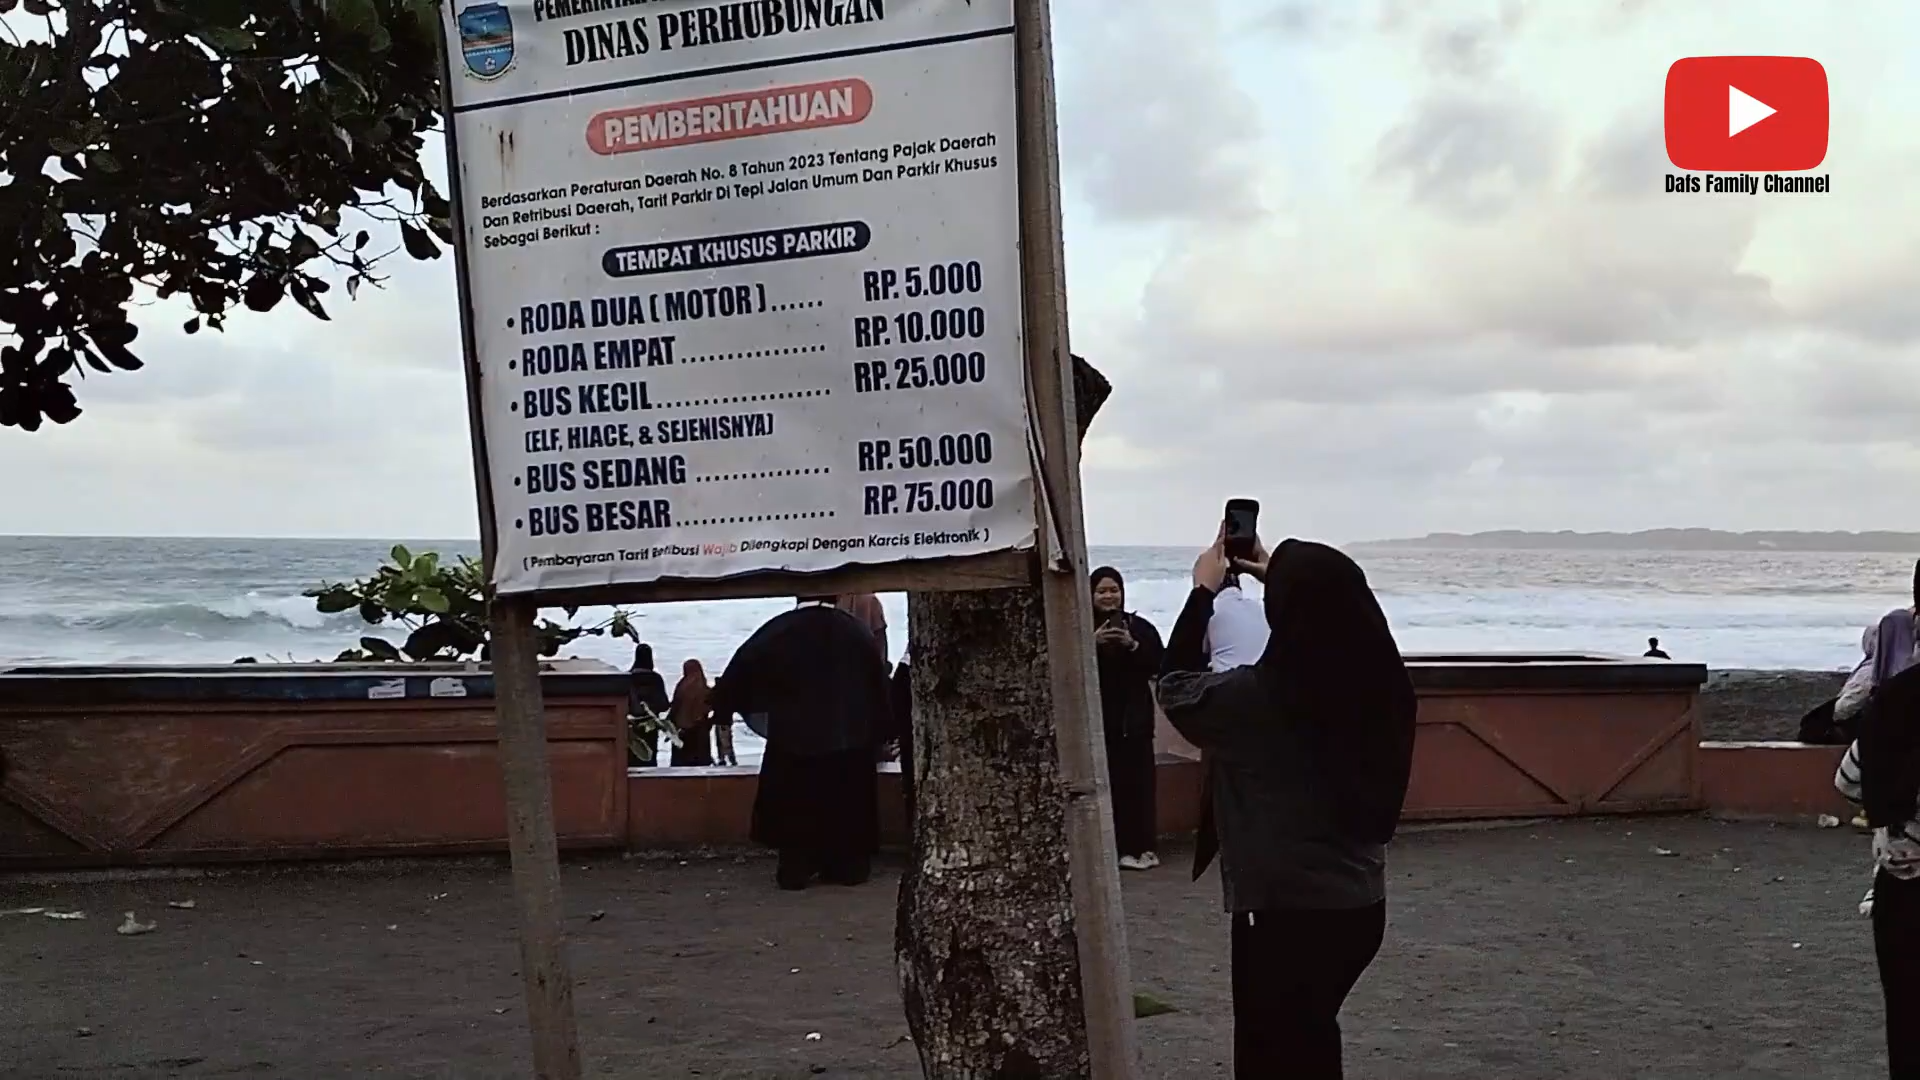 DINAS PERHUBUNGAN
PEMBERITAHUAN
Berdasarkan Peraturan Daerah No. 8 Tahun 2023 Tentang Pajak Daerah
Dan Retribusi Daerah, Tarif Parkir Di Tepi Jalan Umum Dan Parkir Khusus
Sebagai Berikut :
TEMPAT KHUSUS PARKIR
• RODA DUA ( MOTOR )...... RP. 5.000
• RODA EMPAT................ RP. 10.000
• BUS KECIL................... RP. 25.000
(ELF, HIACE, & SEJENISNYA)
• BUS SEDANG .............. RP. 50.000
• BUS BESAR.................. RP. 75.000
( Pembayaran Tarif Retribusi Wajib Dilengkapi Dengan Karcis Elektronik )
Dafs Family Channel